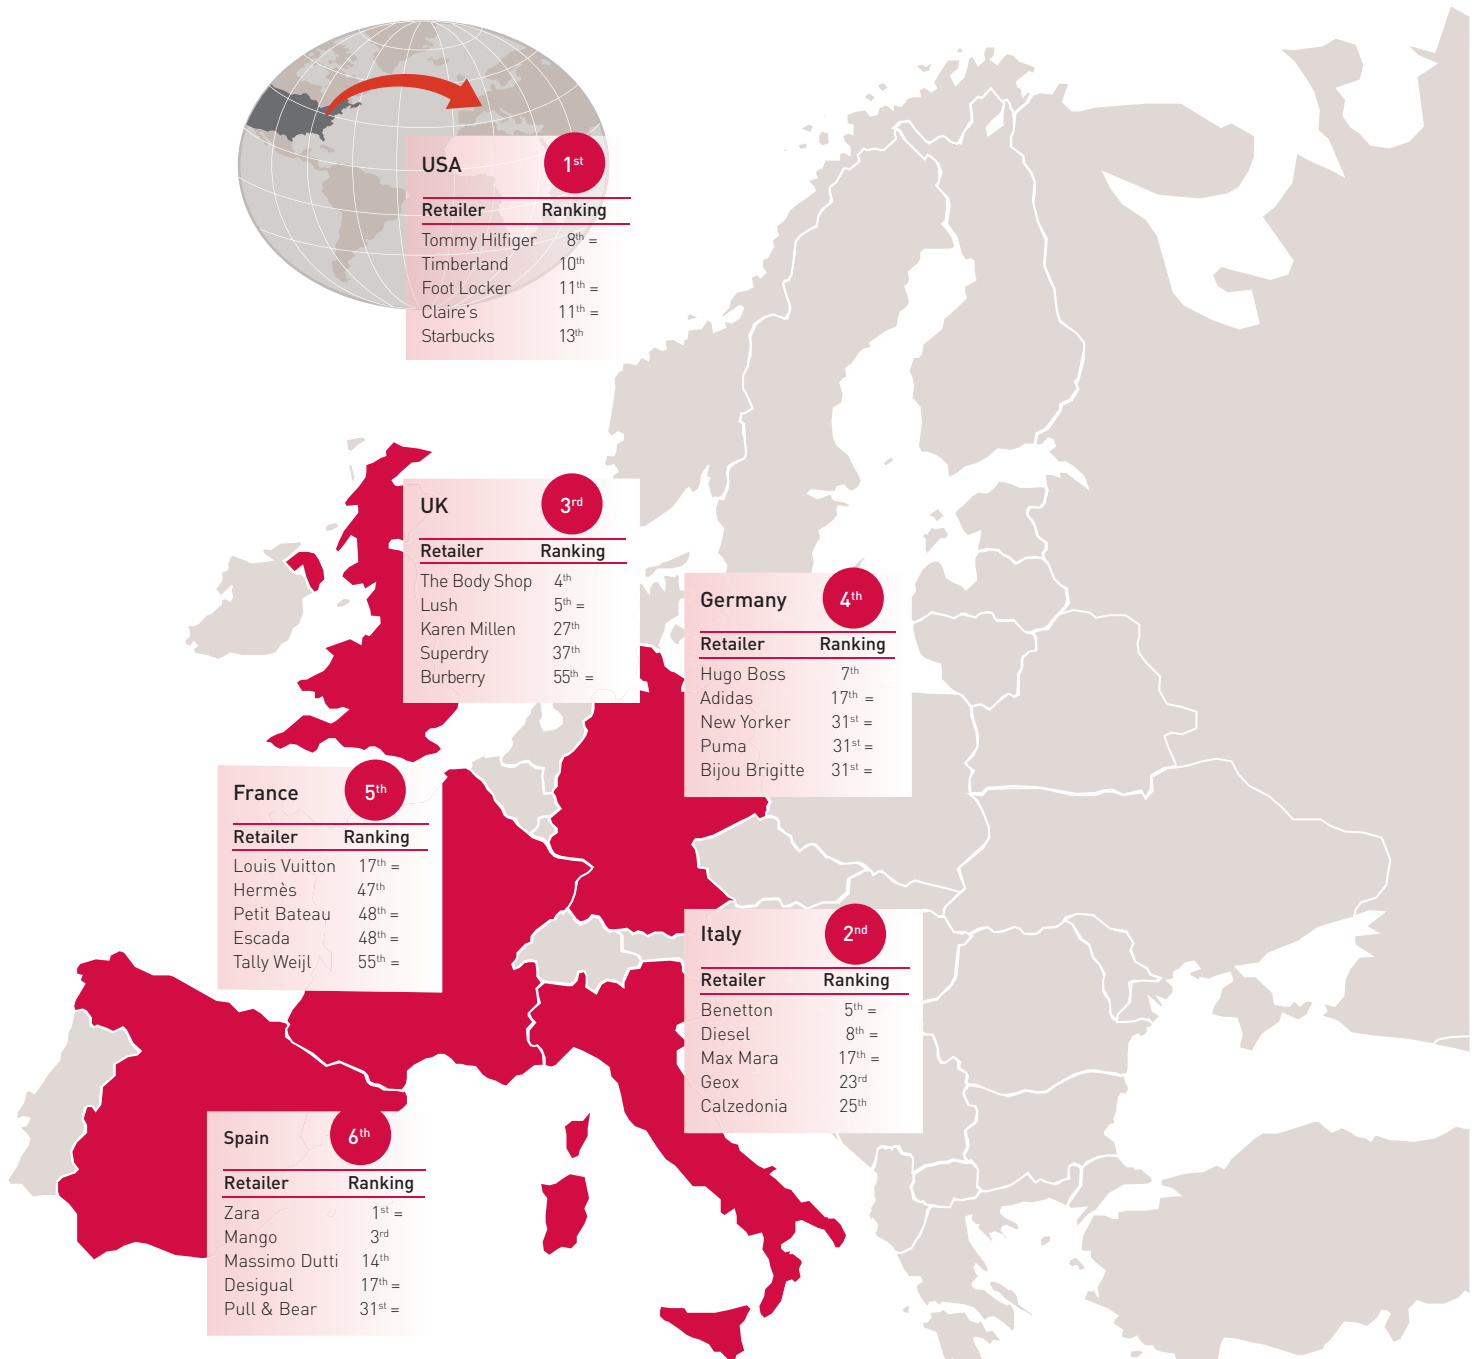 USA 1st
Retailer Ranking
Tommy Hilfiger 8th =
Timberland 10th
Foot Locker 11th =
Claire's 11th =
Starbucks 13th
UK 3rd
Retailer Ranking
The Body Shop 4th
Lush 5th =
Karen Millen 27th
Superdry 37th
Burberry 55th =
Germany 4th
Retailer Ranking
Hugo Boss 7th
Adidas 17th =
New Yorker 31st =
Puma 31st =
Bijou Brigitte 31st =
France 5th
Retailer Ranking
Louis Vuitton 17th =
Hermès 47th
Petit Bateau 48th =
Escada 48th =
Tally Weijl 55th =
Italy 2nd
Retailer Ranking
Benetton 5th =
Diesel 8th =
Max Mara 17th =
Geox 23rd
Calzedonia 25th
Spain 6th
Retailer Ranking
Zara 1st =
Mango 3rd
Massimo Dutti 14th
Desigual 17th =
Pull & Bear 31st =